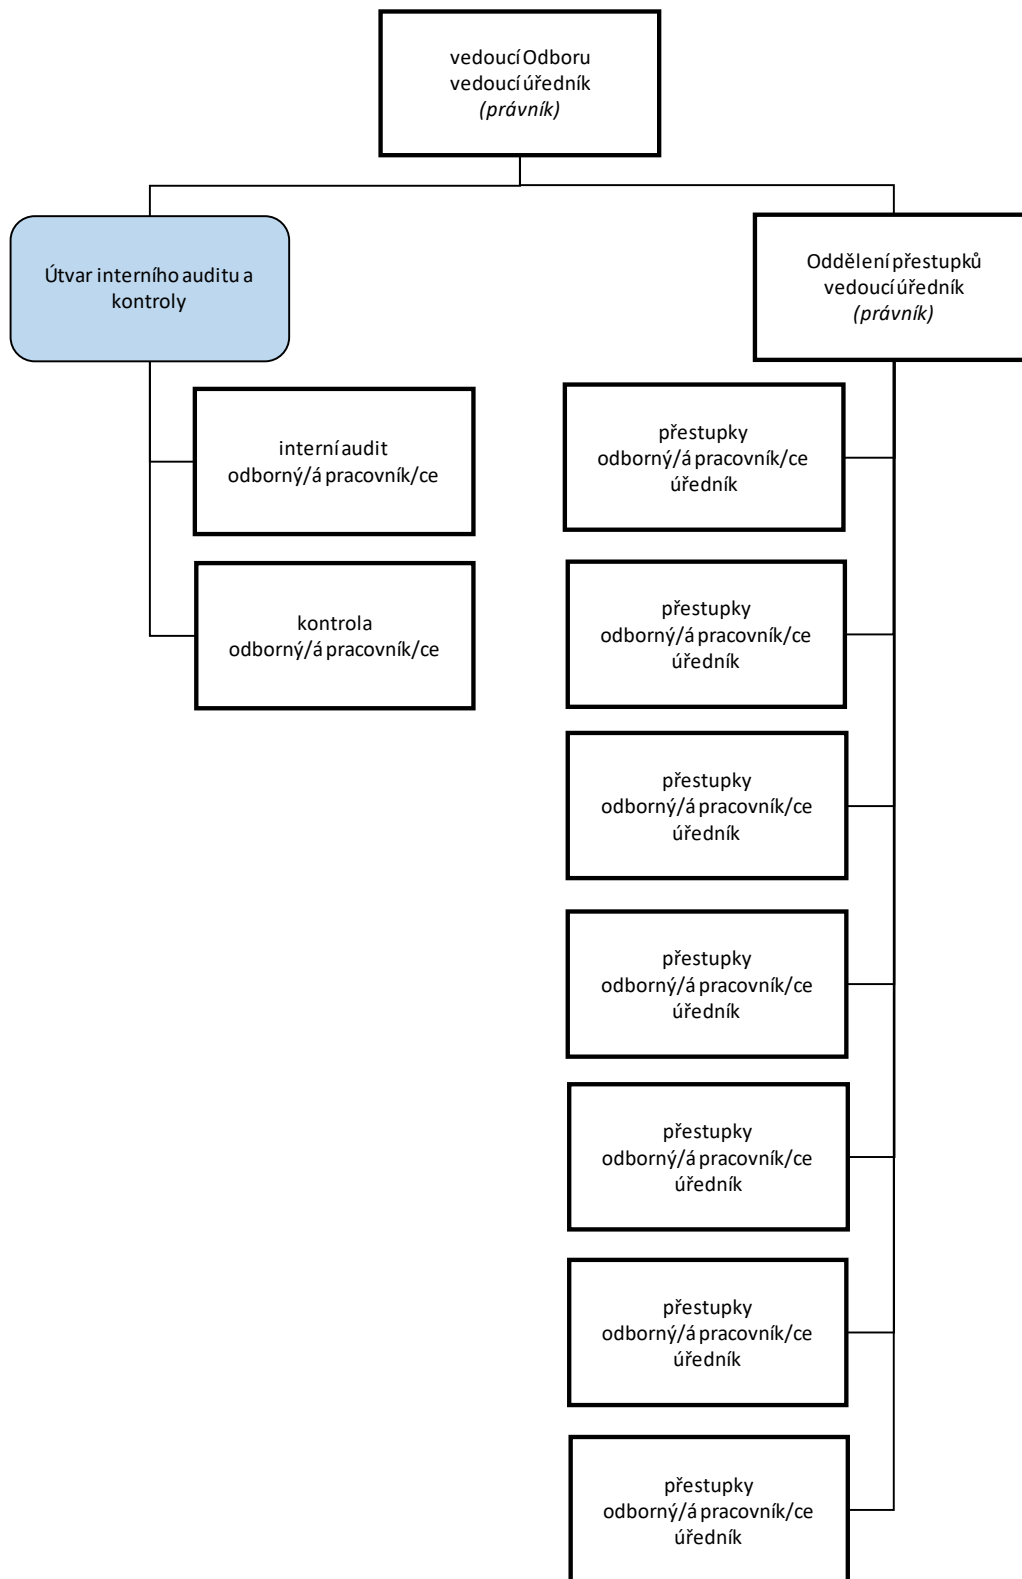 vedoucí Odboru
vedoucí úředník
(právník)
Útvar interního auditu a
kontroly
Oddělení přestupků
vedoucí úředník
(právník)
interní audit
odborný/á pracovník/ce
kontrola
odborný/á pracovník/ce
přestupky
odborný/á pracovník/ce
úředník
přestupky
odborný/á pracovník/ce
úředník
přestupky
odborný/á pracovník/ce
úředník
přestupky
odborný/á pracovník/ce
úředník
přestupky
odborný/á pracovník/ce
úředník
přestupky
odborný/á pracovník/ce
úředník
přestupky
odborný/á pracovník/ce
úředník